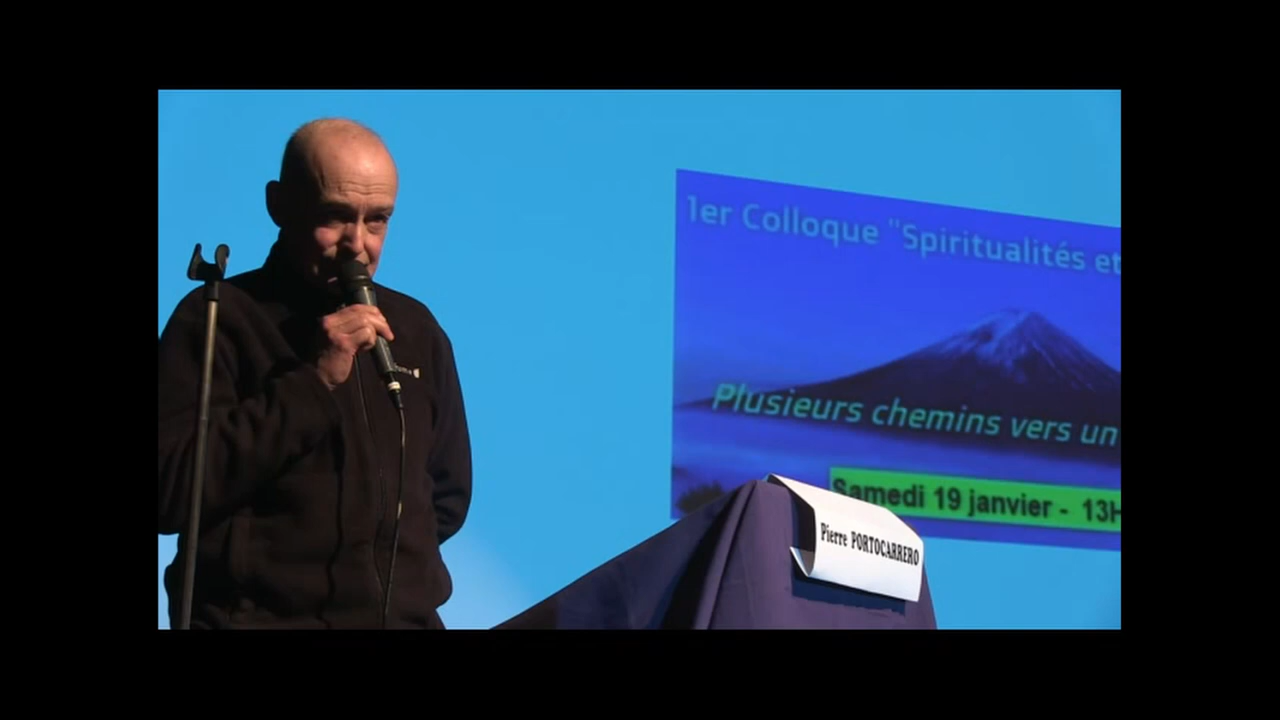 1er Colloque "Spiritualités et
Plusieurs chemins vers un
Samedi 19 janvier - 13H
Pierre PORTOCARRERO